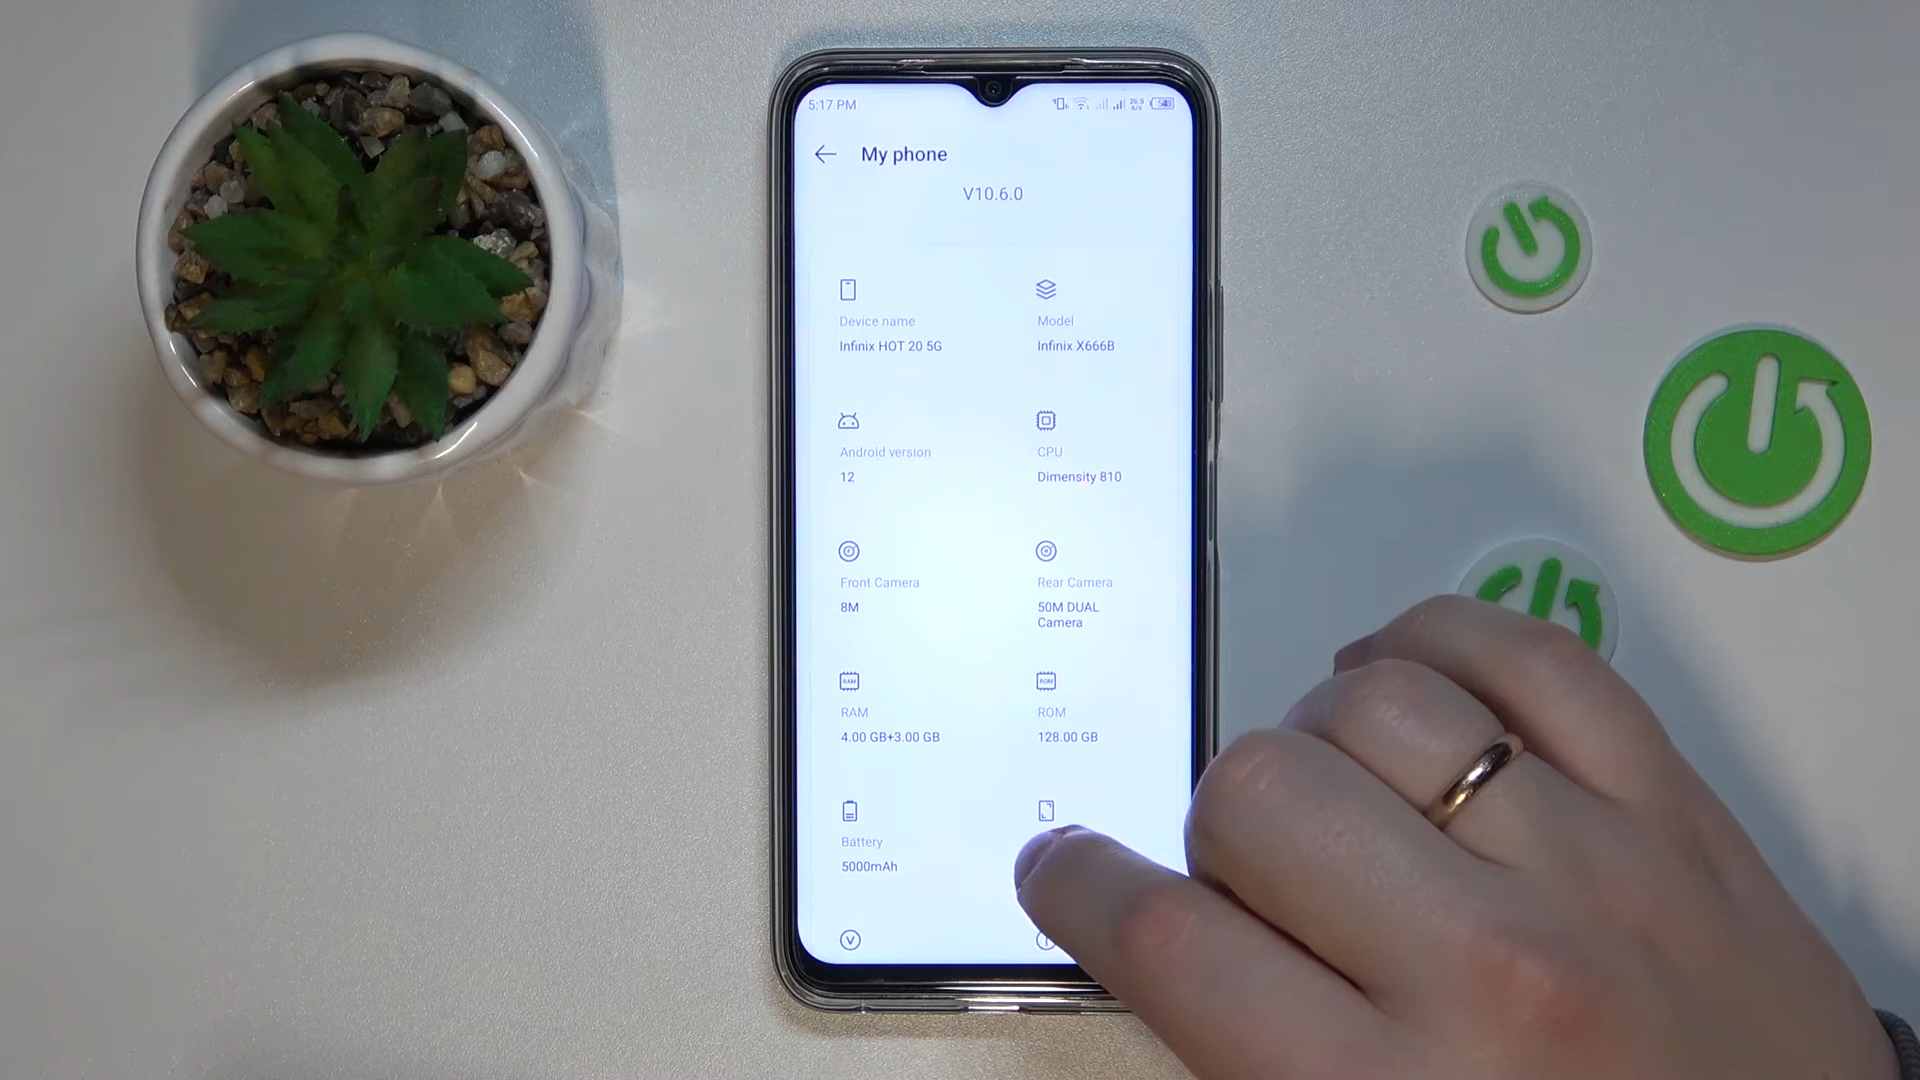 5:17 PM
My phone
V10.6.0
Device name
Infinix HOT 20 5G
Model
Infinix X666B
Android version
12
CPU
Dimensity 810
Front Camera
8M
Rear Camera
50M DUAL
Camera
RAM
RAM
4.00 GB+3.00 GB
ROM
ROM
128.00 GB
Battery
5000mAh
V